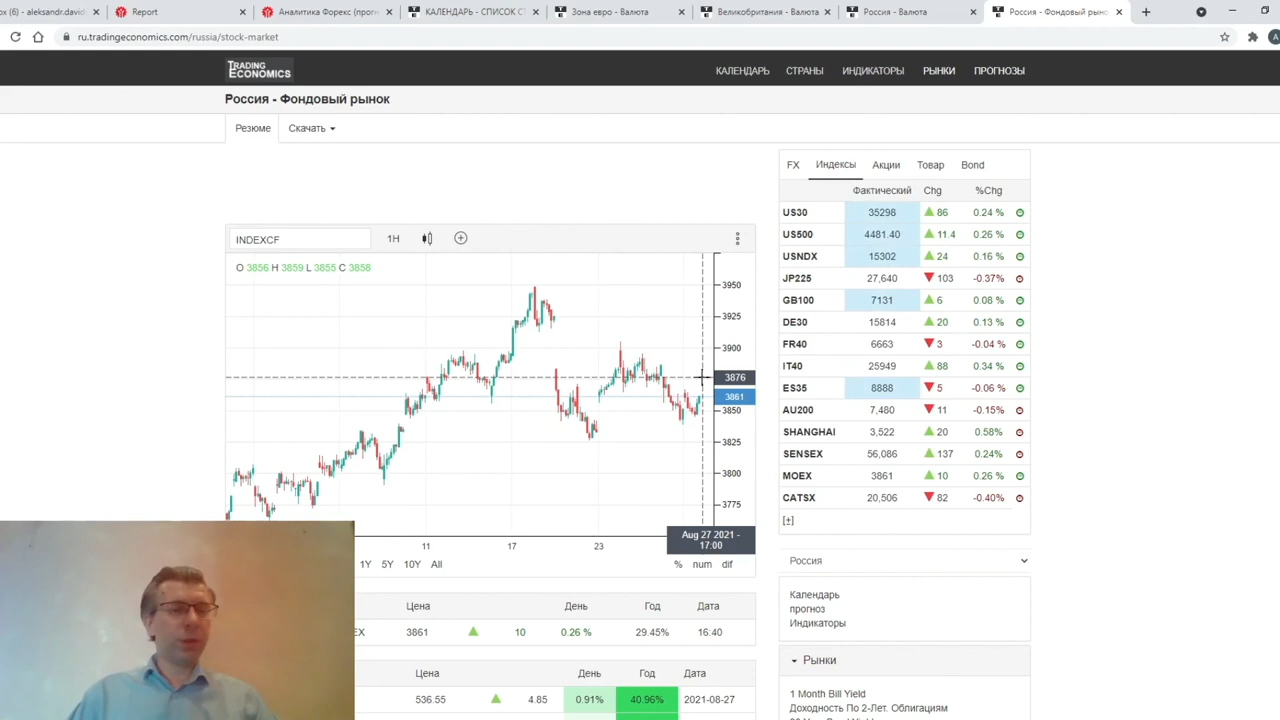 ox (12) - aleksandr.david
Report
Аналитика Форекс (прог
КАЛЕНДАРЬ - СПИСОК СТ
Зона евро - Валюта
Великобритания - Валюта
Россия - Валюта
Россия - Фондовый рыно
ru.tradingeconomics.com/russia/stock-market
A
TRADING
ECONOMICS
КАЛЕНДАРЬ СТРАНЫ ИНДИКАТОРЫ РЫНКИ ПРОГНОЗЫ
Россия - Фондовый рынок
Резюме Скачать
INDEXCF 1H
O 3856 H 3859 L 3855 C 3858
3950
3925
3900
3876
3861
3850
3825
3800
3775
Aug 27 2021 -
17:00
11 17 23
1Y 5Y 10Y All % num dif
Цена День Год Дата
EX 3861 10 0.26 % 29.45% 16:40
Цена День Год Дата
536.55 4.85 0.91% 40.96% 2021-08-27
FX Индексы Акции Товар Bond
Фактический Chg %Chg
US30 35298 86 0.24 %
US500 4481.40 11.4 0.26 %
USNDX 15302 24 0.16 %
JP225 27,640 103 -0.37%
GB100 7131 6 0.08 %
DE30 15814 20 0.13 %
FR40 6663 3 -0.04 %
IT40 25949 88 0.34 %
ES35 8888 5 -0.06 %
AU200 7,480 11 -0.15%
SHANGHAI 3,522 20 0.58%
SENSEX 56,086 137 0.24%
MOEX 3861 10 0.26 %
CATSX 20,506 82 -0.40%
[+]
Россия
Календарь
прогноз
Индикаторы
Рынки
1 Month Bill Yield
Доходность По 2-Лет. Облигациям